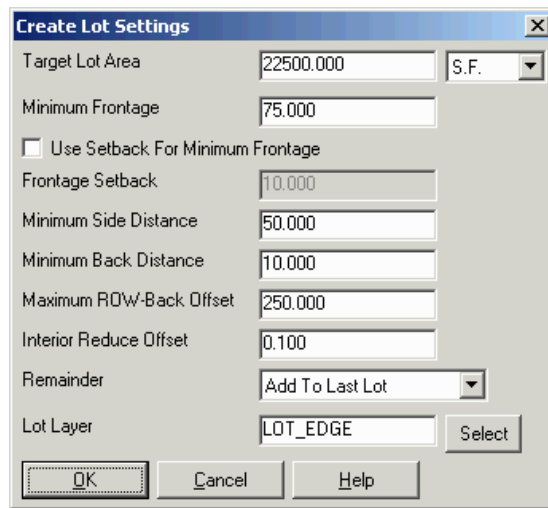 Create Lot Settings
Target Lot Area 22500.000 S.F.
Minimum Frontage 75.000
Use Setback For Minimum Frontage
Frontage Setback 10.000
Minimum Side Distance 50.000
Minimum Back Distance 10.000
Maximum ROW-Back Offset 250.000
Interior Reduce Offset 0.100
Remainder Add To Last Lot
Lot Layer LOT_EDGE Select
OK Cancel Help